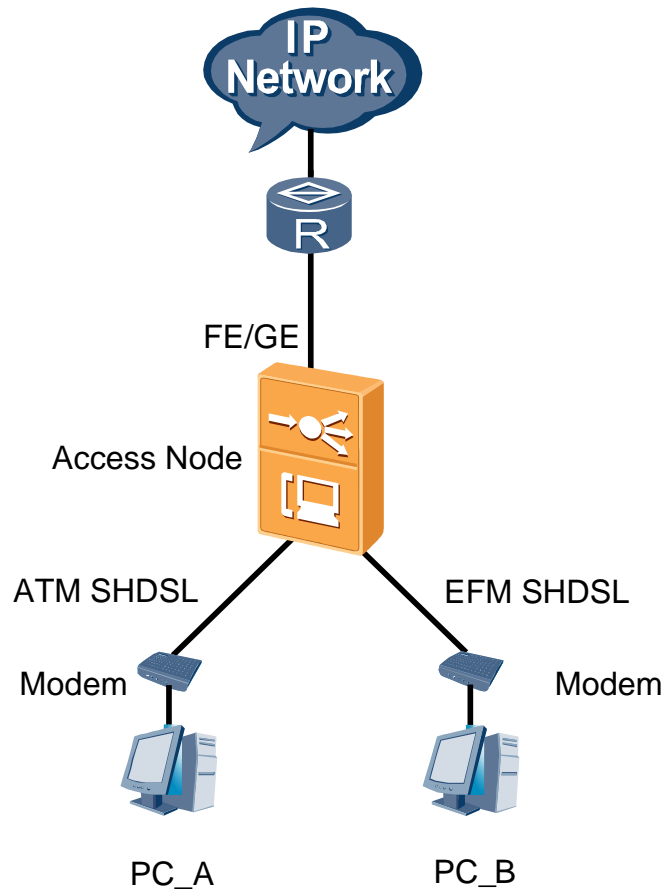 IP
Network
R
FE/GE
Access Node
ATM SHDSL
EFM SHDSL
Modem
Modem
PC_A
PC_B